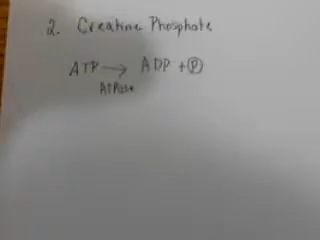 2. Creatine Phosphate
ATP → ADP + Ⓟ
ATPase